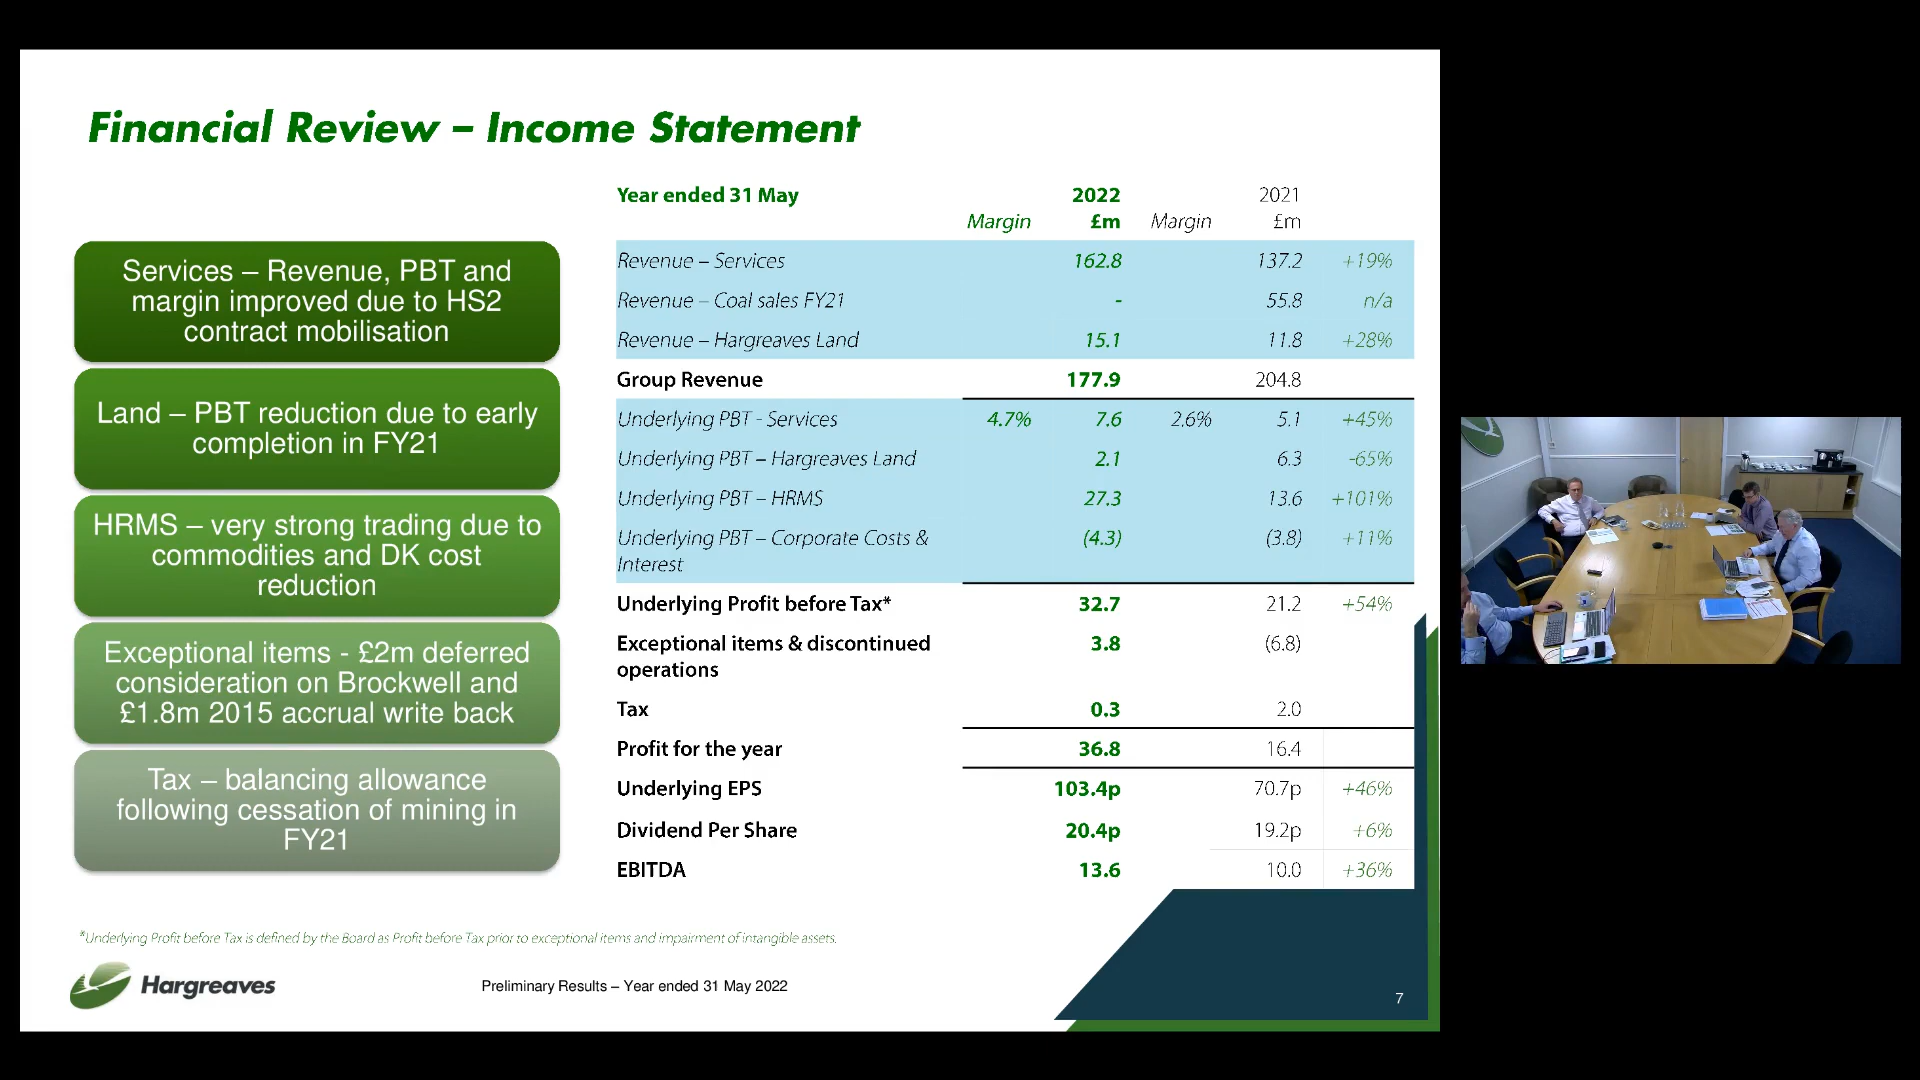 Financial Review – Income Statement
Services – Revenue, PBT and
margin improved due to HS2
contract mobilisation
Land – PBT reduction due to early
completion in FY21
HRMS – very strong trading due to
commodities and DK cost
reduction
Exceptional items - £2m deferred
consideration on Brockwell and
£1.8m 2015 accrual write back
Tax – balancing allowance
following cessation of mining in
FY21
Year ended 31 May 2022 2021
Margin £m Margin £m
Revenue – Services 162.8 137.2 +19%
Revenue – Coal sales FY21 - 55.8 n/a
Revenue – Hargreaves Land 15.1 11.8 +28%
Group Revenue 177.9 204.8
Underlying PBT - Services 4.7% 7.6 2.6% 5.1 +45%
Underlying PBT – Hargreaves Land 2.1 6.3 -65%
Underlying PBT – HRMS 27.3 13.6 +101%
Underlying PBT – Corporate Costs & (4.3) (3.8) +11%
Interest
Underlying Profit before Tax* 32.7 21.2 +54%
Exceptional items & discontinued 3.8 (6.8)
operations
Tax 0.3 2.0
Profit for the year 36.8 16.4
Underlying EPS 103.4p 70.7p +46%
Dividend Per Share 20.4p 19.2p +6%
EBITDA 13.6 10.0 +36%
*Underlying Profit before Tax is defined by the Board as Profit before Tax prior to exceptional items and impairment of intangible assets.
Hargreaves
Preliminary Results – Year ended 31 May 2022
7